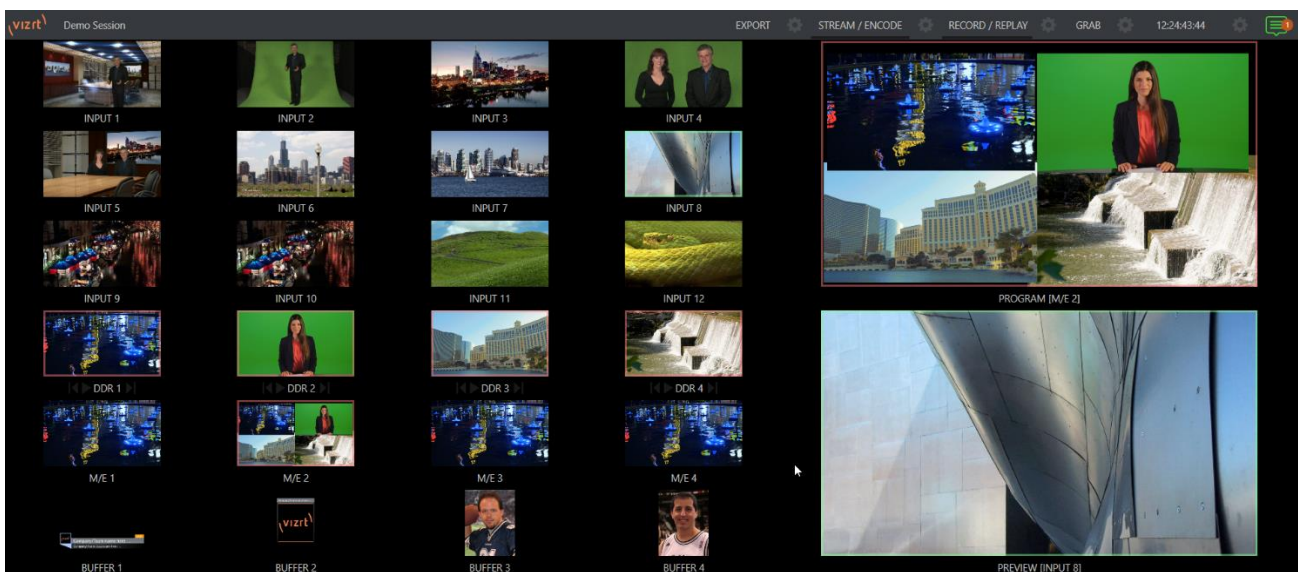 vizrt Demo Session EXPORT STREAM / ENCODE RECORD / REPLAY GRAB 12:24:43:44 1
INPUT 1 INPUT 2 INPUT 3 INPUT 4
INPUT 5 INPUT 6 INPUT 7 INPUT 8
INPUT 9 INPUT 10 INPUT 11 INPUT 12
PROGRAM [M/E 2]
DDR 1 DDR 2 DDR 3 DDR 4
M/E 1 M/E 2 M/E 3 M/E 4
vizrt
BUFFER 1 BUFFER 2 BUFFER 3 BUFFER 4
PREVIEW [INPUT 8]